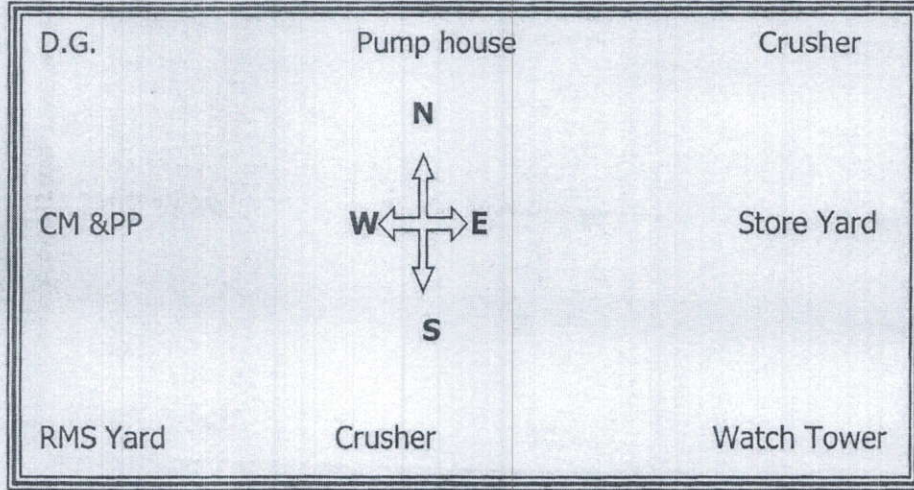 D.G. Pump house Crusher
N
CM &PP W E Store Yard
S
RMS Yard Crusher Watch Tower